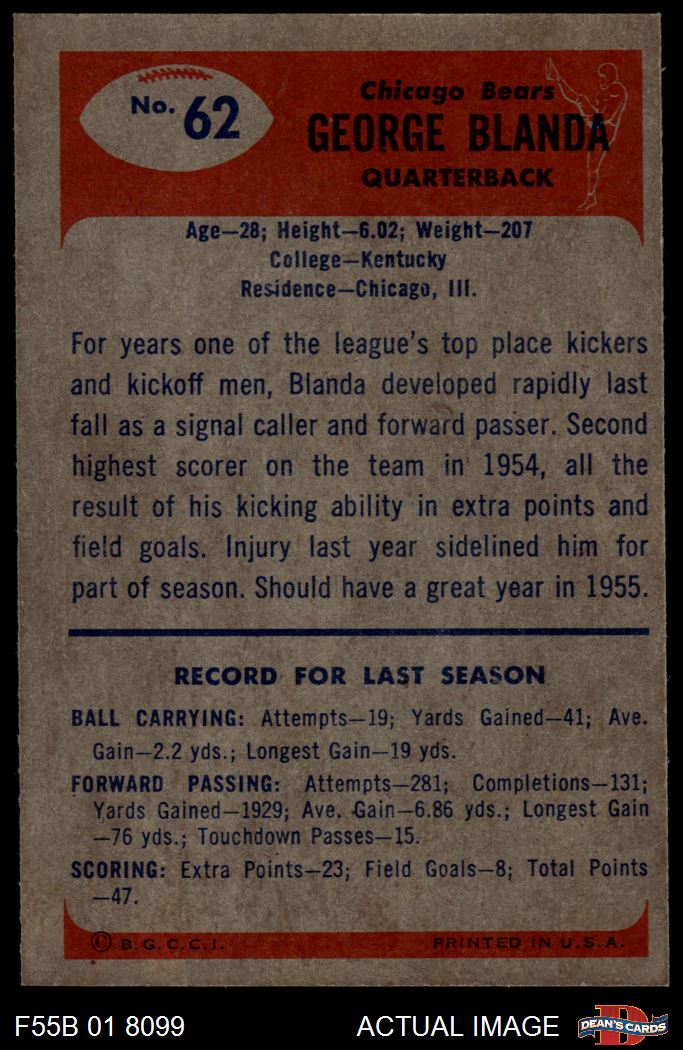 No. 62
Chicago Bears
GEORGE BLANDA
QUARTERBACK
Age—28; Height—6.02; Weight—207
College—Kentucky
Residence—Chicago, Ill.
For years one of the league's top place kickers
and kickoff men, Blanda developed rapidly last
fall as a signal caller and forward passer. Second
highest scorer on the team in 1954, all the
result of his kicking ability in extra points and
field goals. Injury last year sidelined him for
part of season. Should have a great year in 1955.
RECORD FOR LAST SEASON
BALL CARRYING: Attempts—19; Yards Gained—41; Ave.
Gain—2.2 yds.; Longest Gain—19 yds.
FORWARD PASSING: Attempts—281; Completions—131;
Yards Gained—1929; Ave. Gain—6.86 yds.; Longest Gain
—76 yds.; Touchdown Passes—15.
SCORING: Extra Points—23; Field Goals—8; Total Points
—47.
© B.G.C.C.I. PRINTED IN U.S.A.
F55B 01 8099 ACTUAL IMAGE D DEAN'S CARDS